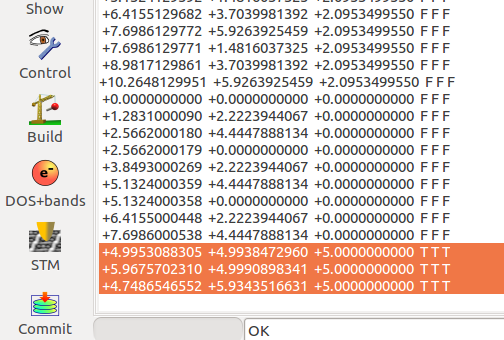 Show
Control
Build
DOS+bands
e-
STM
Commit
+6.4155129682 +3.7039981392 +2.0953499550 F F F
+7.6986129772 +5.9263925459 +2.0953499550 F F F
+7.6986129771 +1.4816037325 +2.0953499550 F F F
+8.9817129861 +3.7039981392 +2.0953499550 F F F
+10.2648129951 +5.9263925459 +2.0953499550 F F F
+0.0000000000 +0.0000000000 +0.0000000000 F F F
+1.2831000090 +2.2223944067 +0.0000000000 F F F
+2.5662000180 +4.4447888134 +0.0000000000 F F F
+2.5662000179 +0.0000000000 +0.0000000000 F F F
+3.8493000269 +2.2223944067 +0.0000000000 F F F
+5.1324000359 +4.4447888134 +0.0000000000 F F F
+5.1324000358 +0.0000000000 +0.0000000000 F F F
+6.4155000448 +2.2223944067 +0.0000000000 F F F
+7.6986000538 +4.4447888134 +0.0000000000 F F F
+4.9953088305 +4.9938472960 +5.0000000000 T T T
+5.9675702310 +4.9990898341 +5.0000000000 T T T
+4.7486546552 +5.9343516631 +5.0000000000 T T T
OK